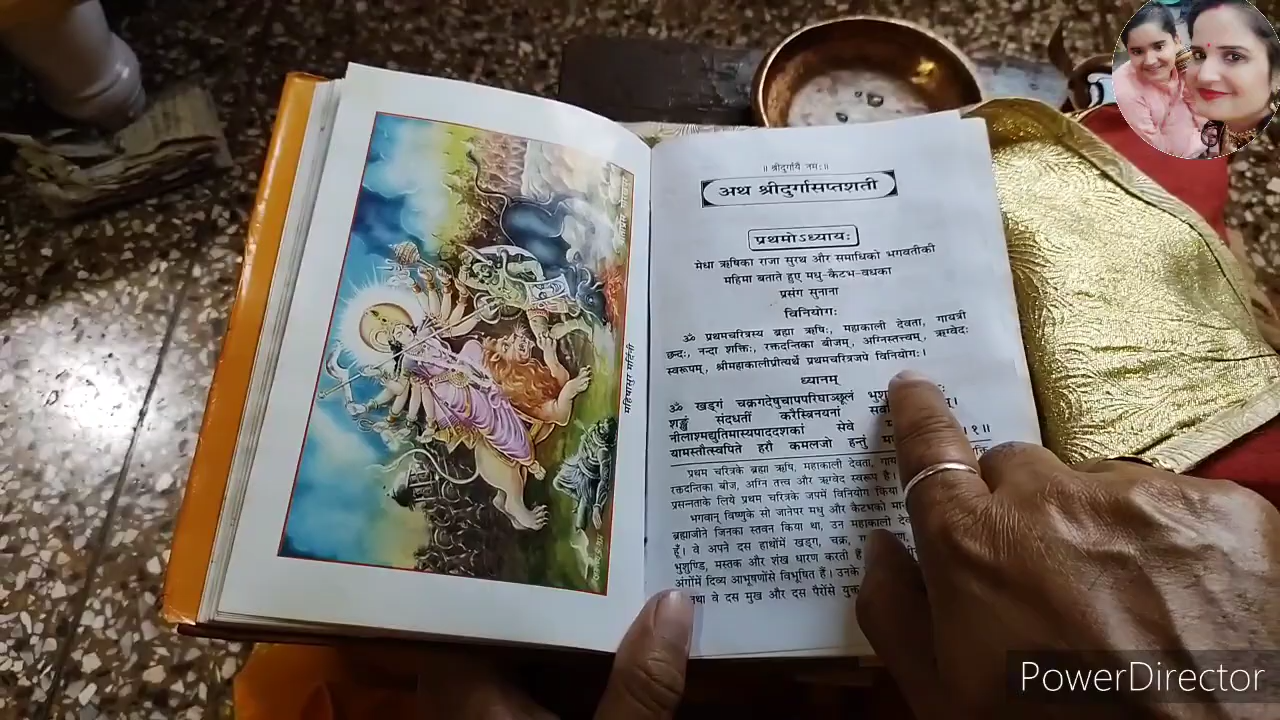 ॥ श्रीदुर्गायै नमः॥
अथ श्रीदुर्गासप्तशती
प्रथमोऽध्यायः
मेधा ऋषिका राजा सुरथ और समाधिको भगवतीकी
महिमा बताते हुए मधु-कैटभ-वधका
प्रसंग सुनाना
विनियोगः
ॐ प्रथमचरित्रस्य ब्रह्मा ऋषिः, महाकाली देवता, गायत्री
छन्दः, नन्दा शक्तिः, रक्तदन्तिका बीजम्, अग्निस्तत्त्वम्, ऋग्वेदः
स्वरूपम्, श्रीमहाकालीप्रीत्यर्थे प्रथमचरित्रजपे विनियोगः।
ध्यानम्
ॐ खड्गं चक्रगदेषुचापपरिघाञ्छूलं
शङ्खं संदधतीं करैस्त्रिनयनां
नीलाश्मद्युतिमास्यपाददशकां सेवे ॥१॥
यामस्तौत्स्वपिते हरौ कमलजो हन्तुं
प्रथम चरित्रके ब्रह्मा ऋषि, महाकाली देवता,
रक्तदन्तिका बीज, अग्नि तत्त्व और ऋग्वेद स्वरूप है।
प्रसन्नताके लिये प्रथम चरित्रके जपमें विनियोग किया
भगवान् विष्णुके सो जानेपर मधु और कैटभको
ब्रह्माजीने जिनका स्तवन किया था, उन महाकाली
हूँ। वे अपने दस हाथोंमें खड्ग, चक्र,
भुशुण्डि, मस्तक और शंख धारण करती हैं
अंगोंमें दिव्य आभूषणोंसे विभूषित हैं। उनके
तथा वे दस मुख और दस पैरोंसे युक्त
महिषासुर मर्दिनी
PowerDirector